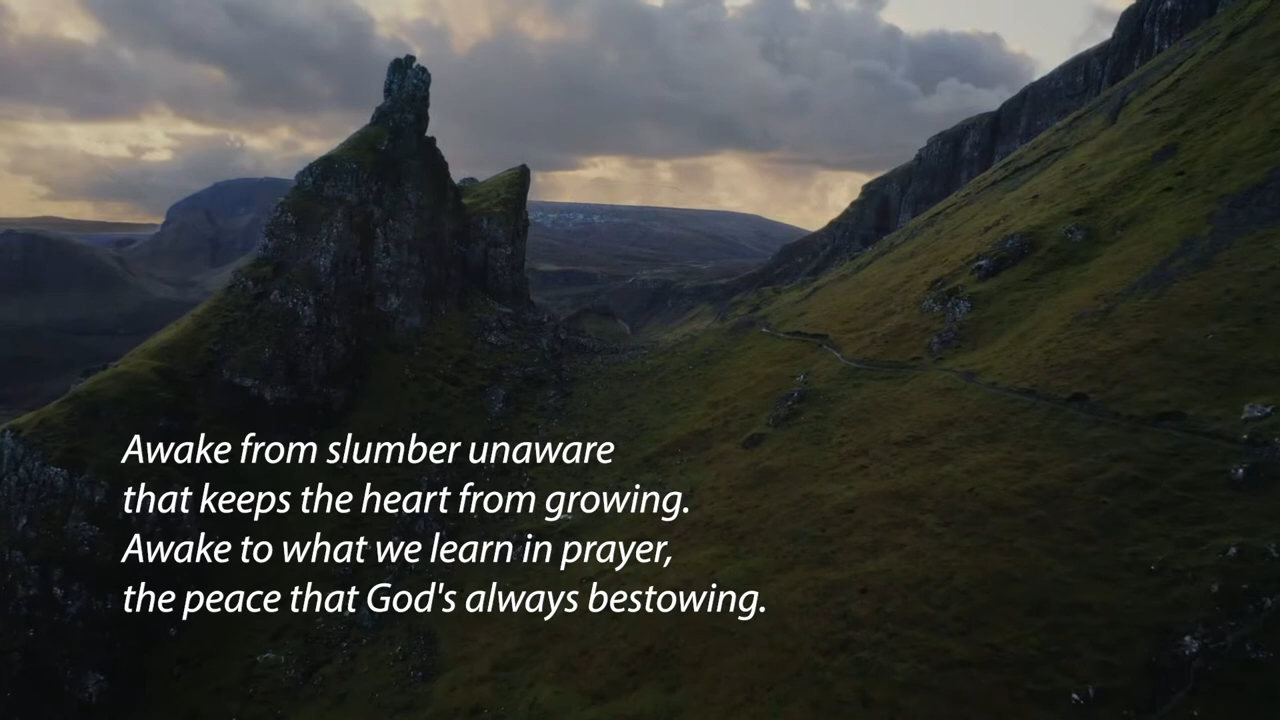 Awake from slumber unaware
that keeps the heart from growing.
Awake to what we learn in prayer,
the peace that God's always bestowing.